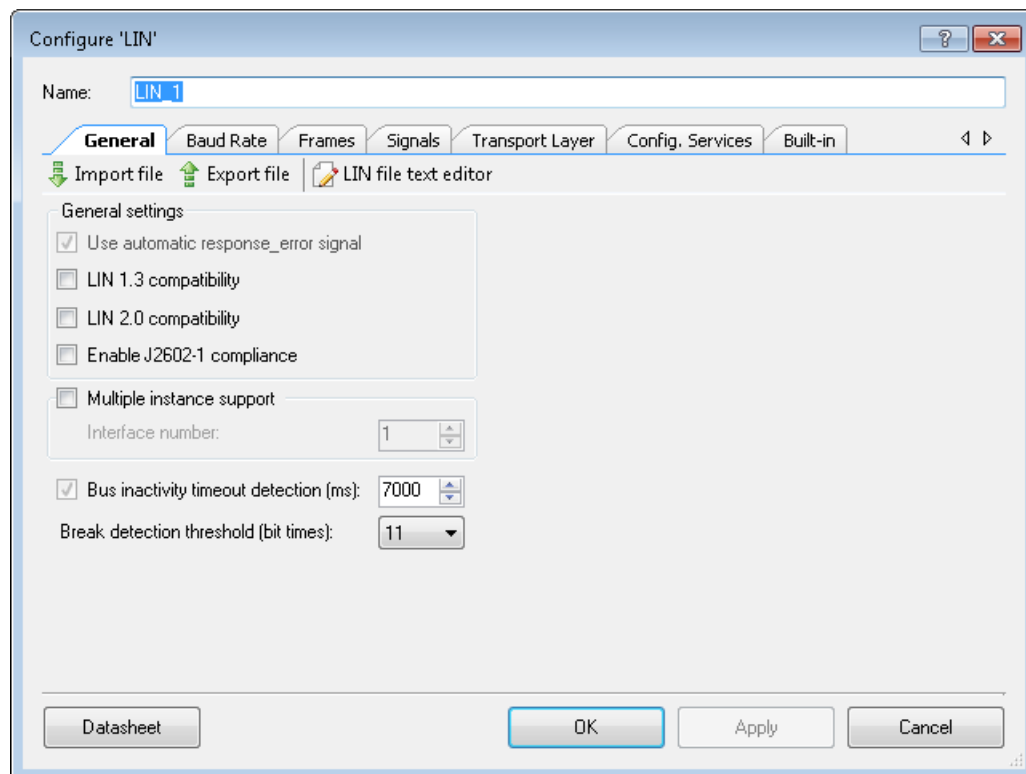 Configure 'LIN'
Name: LIN_1
General Baud Rate Frames Signals Transport Layer Config. Services Built-in
Import file Export file LIN file text editor
General settings
Use automatic response_error signal
LIN 1.3 compatibility
LIN 2.0 compatibility
Enable J2602-1 compliance
Multiple instance support
Interface number: 1
Bus inactivity timeout detection (ms): 7000
Break detection threshold (bit times): 11
Datasheet OK Apply Cancel